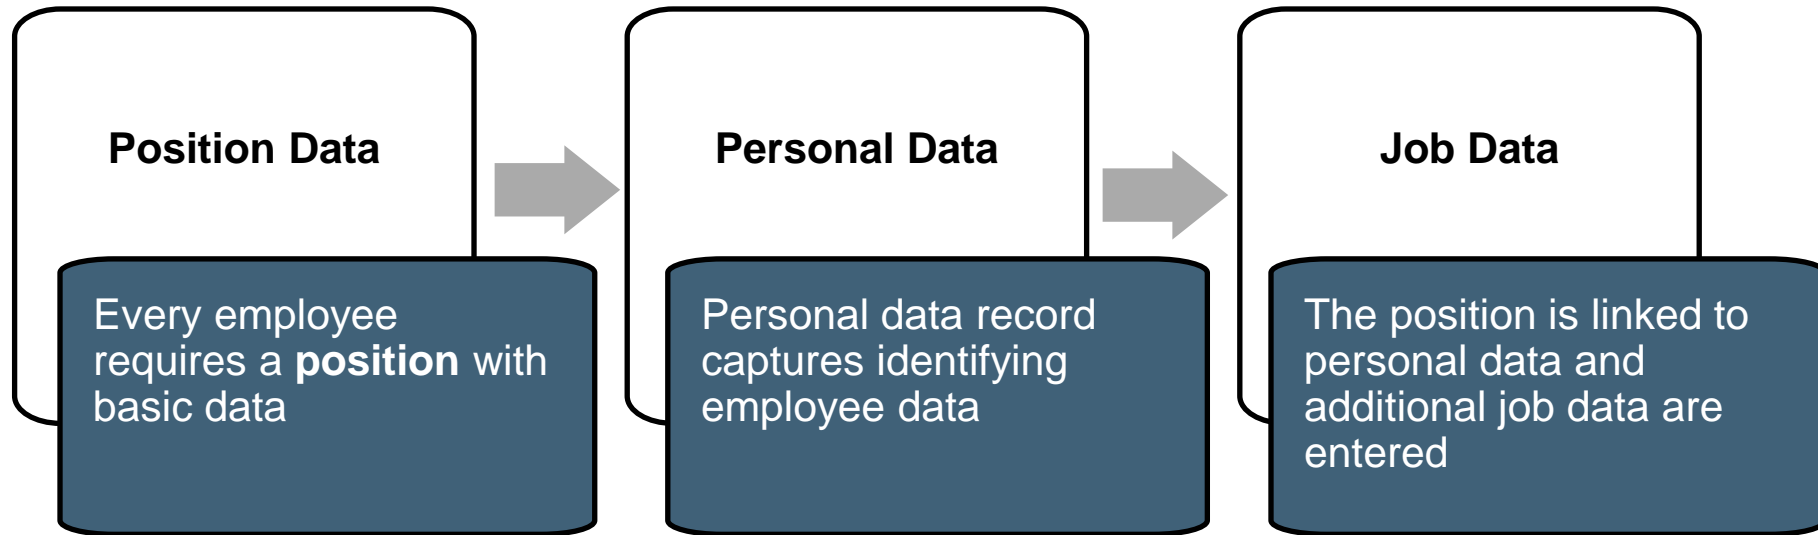 Position Data
Every employee
requires a position with
basic data
Personal Data
Personal data record
captures identifying
employee data
Job Data
The position is linked to
personal data and
additional job data are
entered